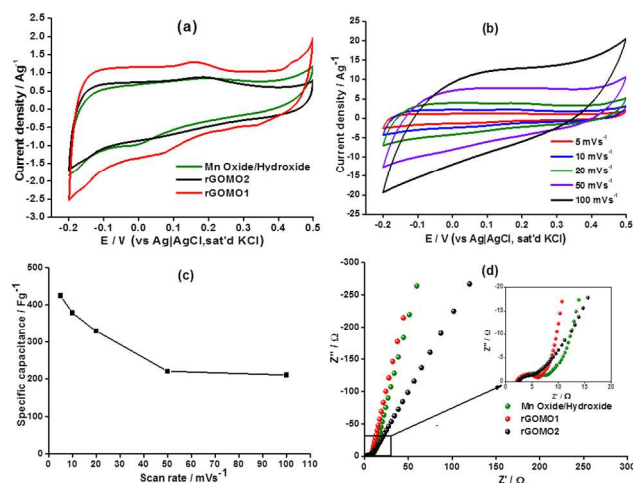 (a)
Current density / Ag⁻¹
2.5
2.0
1.5
1.0
0.5
0.0
-0.5
-1.0
-1.5
-2.0
-2.5
-3.0
-0.2 -0.1 0.0 0.1 0.2 0.3 0.4 0.5
E / V (vs Ag|AgCl,sat'd KCl)
Mn Oxide/Hydroxide
rGOMO2
rGOMO1
(b)
Current density / Ag⁻¹
25
20
15
10
5
0
-5
-10
-15
-20
-25
-0.2 -0.1 0.0 0.1 0.2 0.3 0.4 0.5
E / V (vs Ag|AgCl, sat'd KCl)
5 mVs⁻¹
10 mVs⁻¹
20 mVs⁻¹
50 mVs⁻¹
100 mVs⁻¹
(c)
Specific capacitance / Fg⁻¹
500
400
300
200
100
0
0 10 20 30 40 50 60 70 80 90 100 110
Scan rate / mVs⁻¹
(d)
Z'' / Ω
-300
-250
-200
-150
-100
-50
0
0 50 100 150 200 250 300
Z' / Ω
Z'' / Ω
-20
-15
-10
-5
0
0 5 10 15 20
Z' / Ω
Mn Oxide/Hydroxide
rGOMO1
rGOMO2